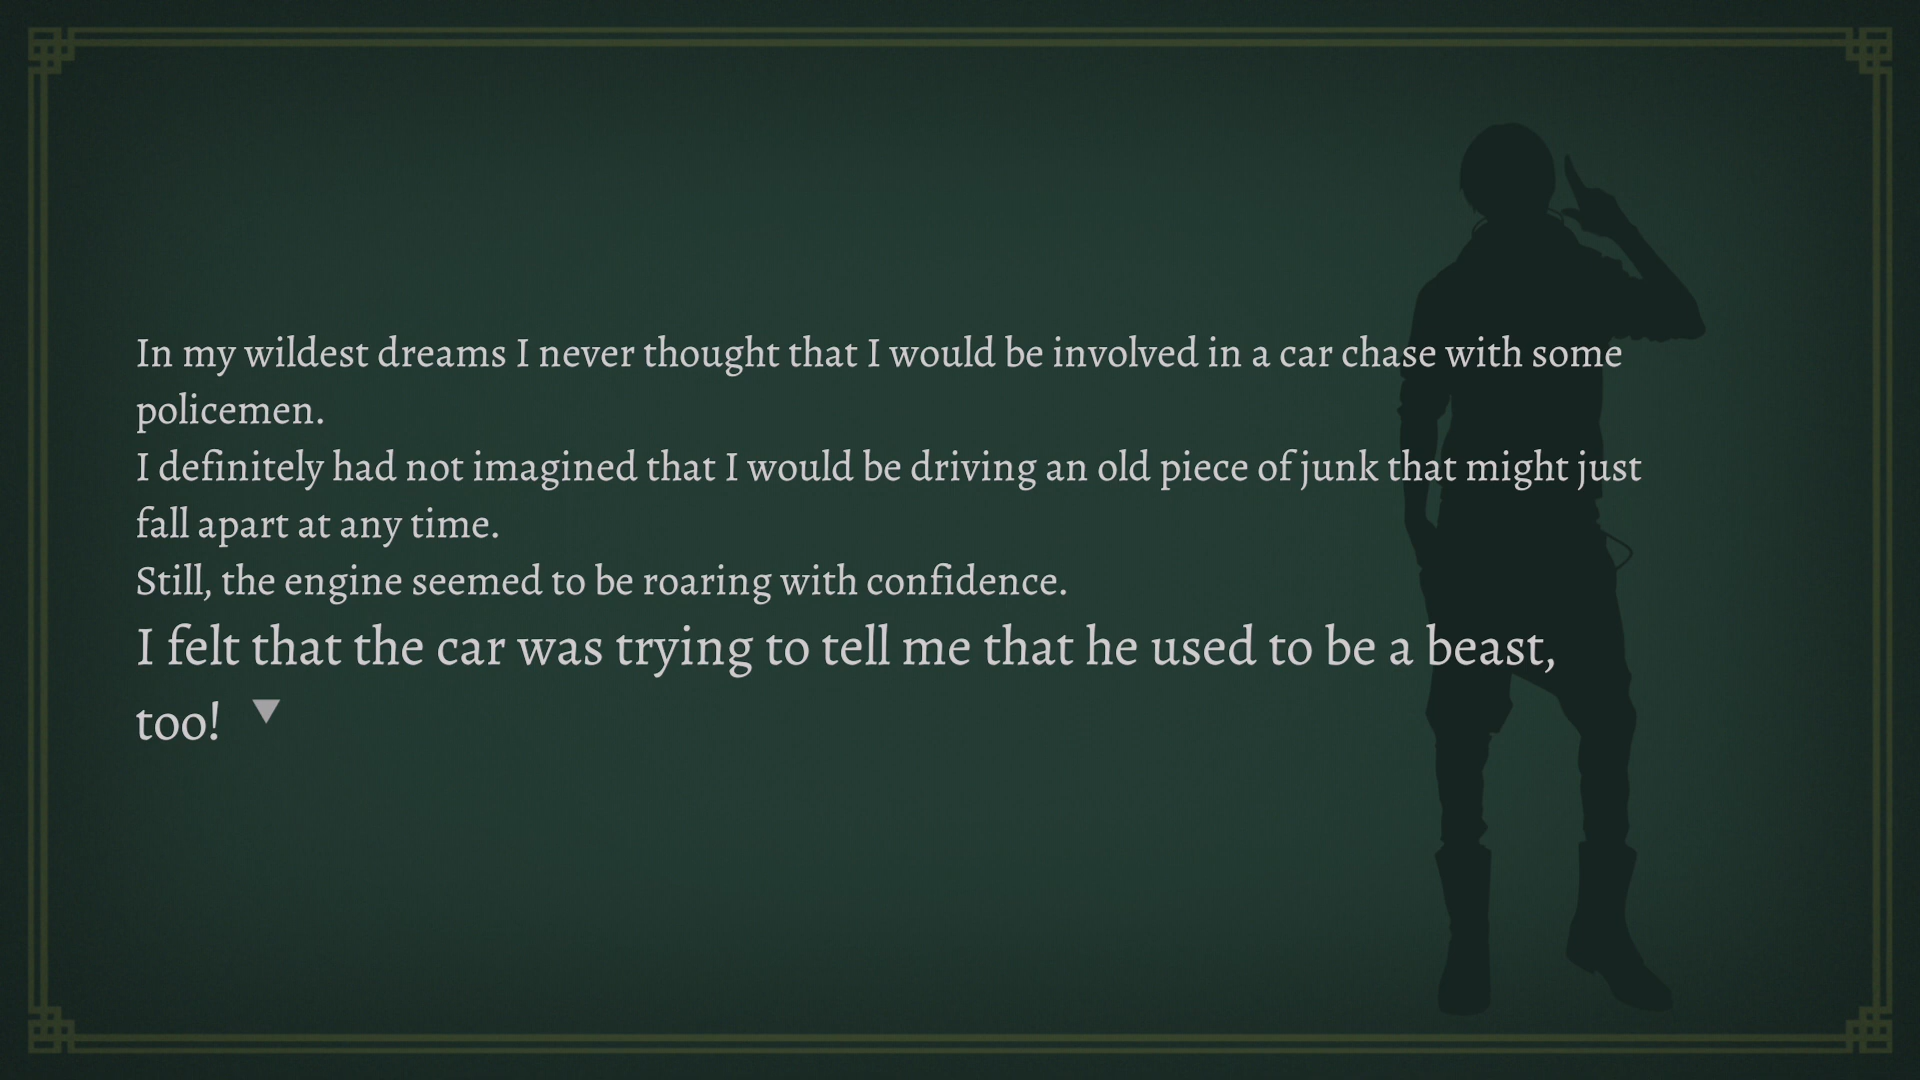 In my wildest dreams I never thought that I would be involved in a car chase with some
policemen.
I definitely had not imagined that I would be driving an old piece of junk that might just
fall apart at any time.
Still, the engine seemed to be roaring with confidence.
I felt that the car was trying to tell me that he used to be a beast,
too!